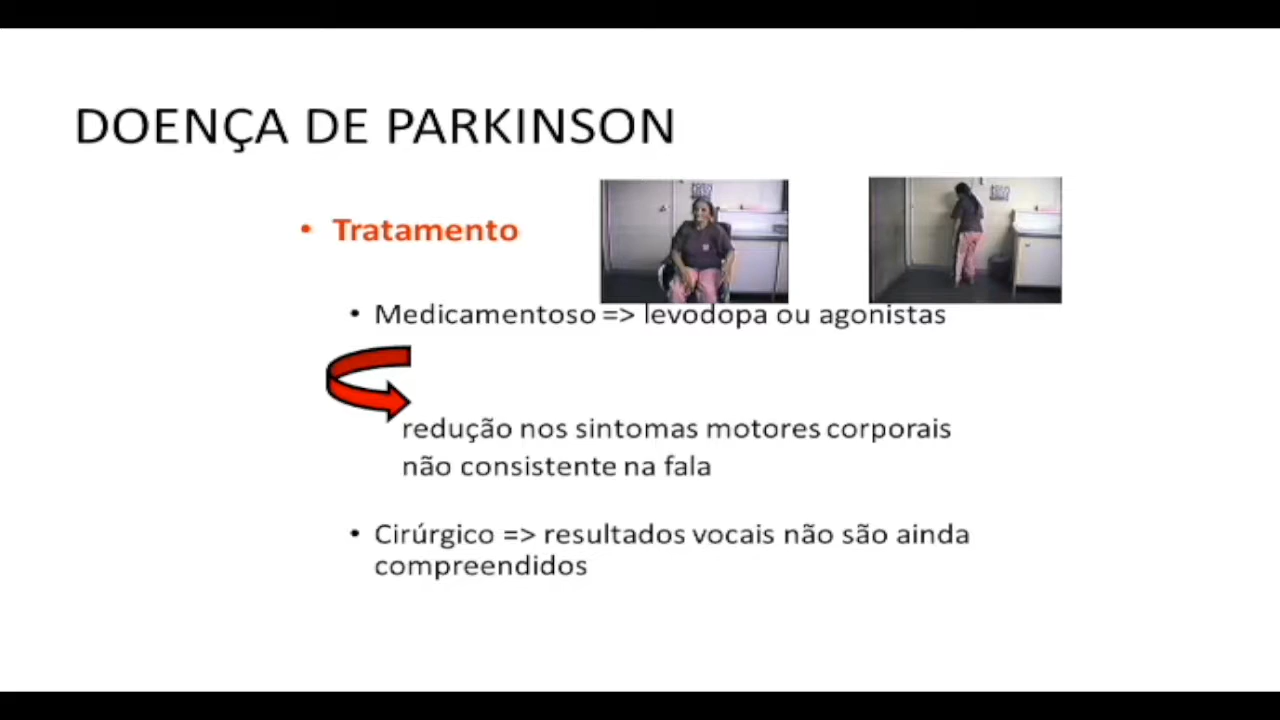 DOENÇA DE PARKINSON
• Tratamento
• Medicamentoso => levodopa ou agonistas
redução nos sintomas motores corporais
não consistente na fala
• Cirúrgico => resultados vocais não são ainda
compreendidos